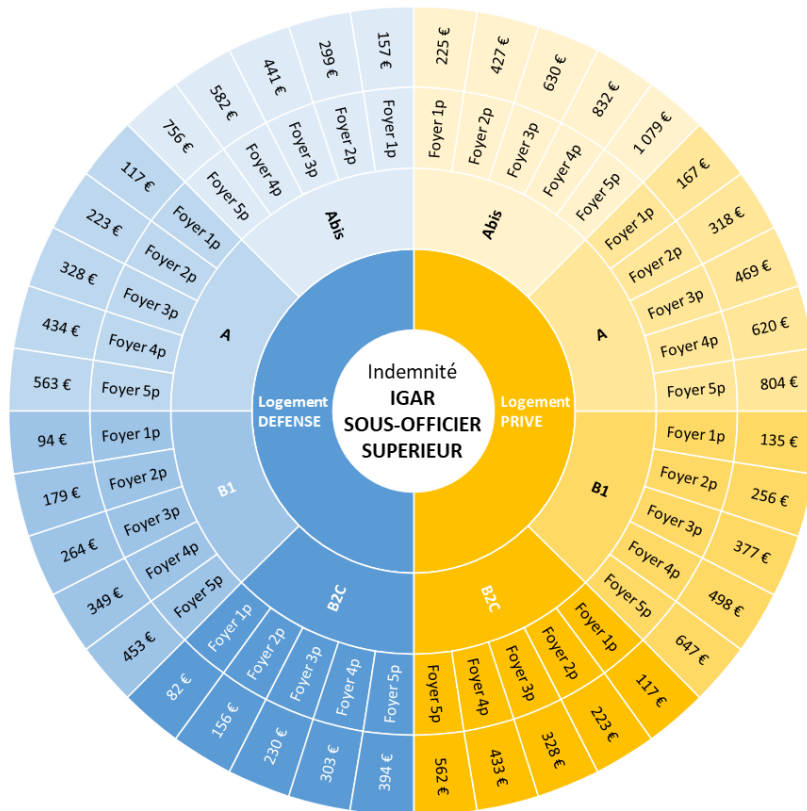 Indemnité
IGAR
SOUS-OFFICIER
SUPERIEUR
Logement
PRIVE
Abis
Foyer 1p
225 €
Foyer 2p
427 €
Foyer 3p
630 €
Foyer 4p
832 €
Foyer 5p
1 079 €
A
Foyer 1p
167 €
Foyer 2p
318 €
Foyer 3p
469 €
Foyer 4p
620 €
Foyer 5p
804 €
B1
Foyer 1p
135 €
Foyer 2p
256 €
Foyer 3p
377 €
Foyer 4p
498 €
Foyer 5p
647 €
B2C
Foyer 1p
117 €
Foyer 2p
223 €
Foyer 3p
328 €
Foyer 4p
433 €
Foyer 5p
562 €
Logement
DEFENSE
B2C
Foyer 5p
394 €
Foyer 4p
303 €
Foyer 3p
230 €
Foyer 2p
156 €
Foyer 1p
82 €
B1
Foyer 5p
453 €
Foyer 4p
349 €
Foyer 3p
264 €
Foyer 2p
179 €
Foyer 1p
94 €
A
Foyer 5p
563 €
Foyer 4p
434 €
Foyer 3p
328 €
Foyer 2p
223 €
Foyer 1p
117 €
Abis
Foyer 5p
756 €
Foyer 4p
582 €
Foyer 3p
441 €
Foyer 2p
299 €
Foyer 1p
157 €